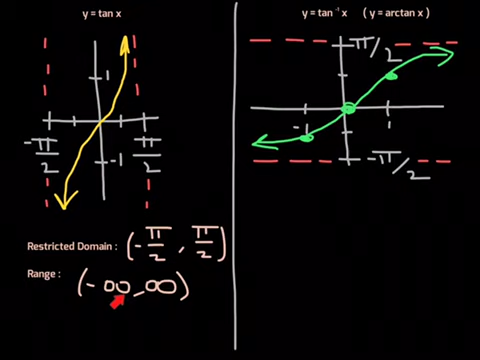 y = tan x
1
-π/2
π/2
-1
Restricted Domain : (-π/2, π/2)
Range : (-∞, ∞)
y = tan⁻¹ x ( y = arctan x )
π/2
-1
1
-π/2